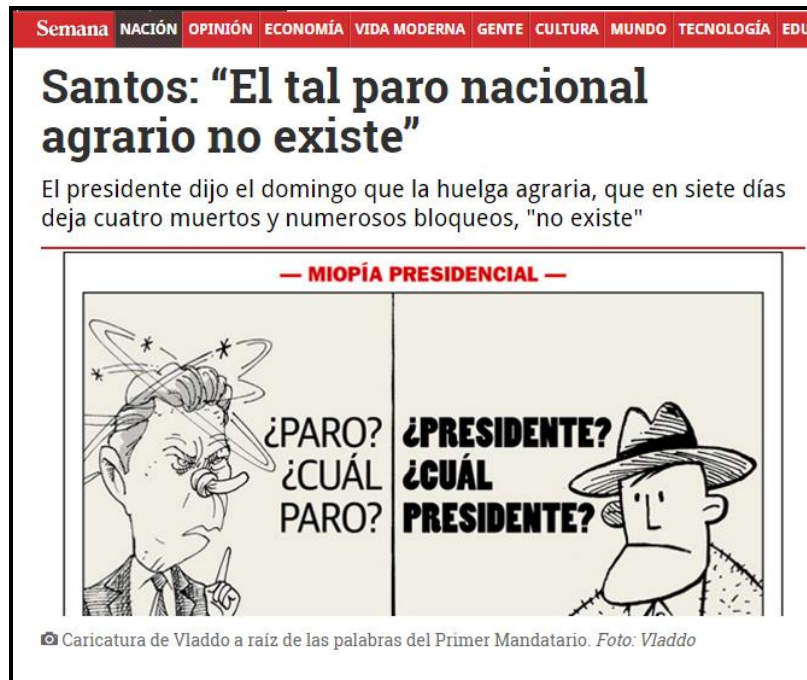 Semana NACIÓN OPINIÓN ECONOMÍA VIDA MODERNA GENTE CULTURA MUNDO TECNOLOGÍA EDU
Santos: “El tal paro nacional
agrario no existe”
El presidente dijo el domingo que la huelga agraria, que en siete días
deja cuatro muertos y numerosos bloqueos, "no existe"
— MIOPÍA PRESIDENCIAL —
¿PARO?
¿CUÁL
PARO?
¿PRESIDENTE?
¿CUÁL
PRESIDENTE?
Caricatura de Vladdo a raíz de las palabras del Primer Mandatario. Foto: Vladdo